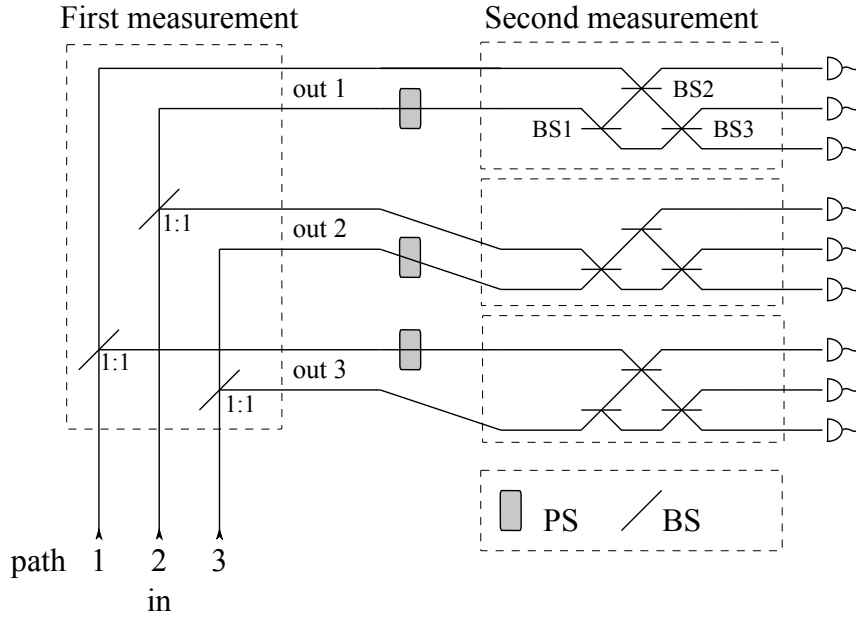 First measurement
Second measurement
out 1
BS2
BS1
BS3
1:1
out 2
1:1
out 3
1:1
PS
BS
path 1 2 3
in